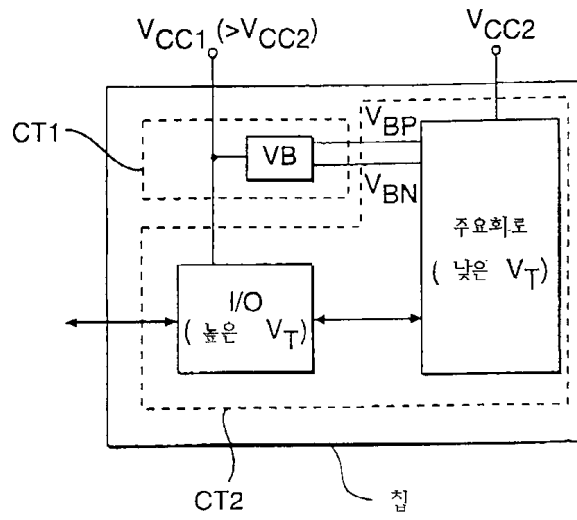 VCC1 (>VCC2)
VCC2
CT1
VB
VBP
VBN
주요회로
( 낮은 VT)
I/O
( 높은 VT)
CT2
칩